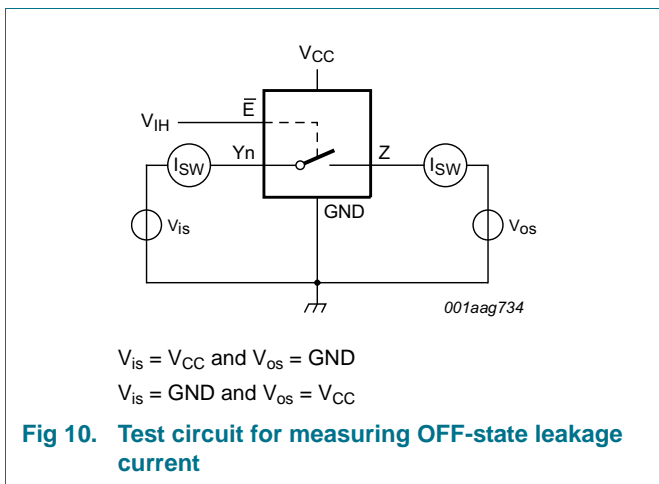 VCC
E̅
VIH
Yn
Z
ISW
ISW
GND
Vis
Vos
001aag734
Vis = VCC and Vos = GND
Vis = GND and Vos = VCC
Fig 10. Test circuit for measuring OFF-state leakage
current